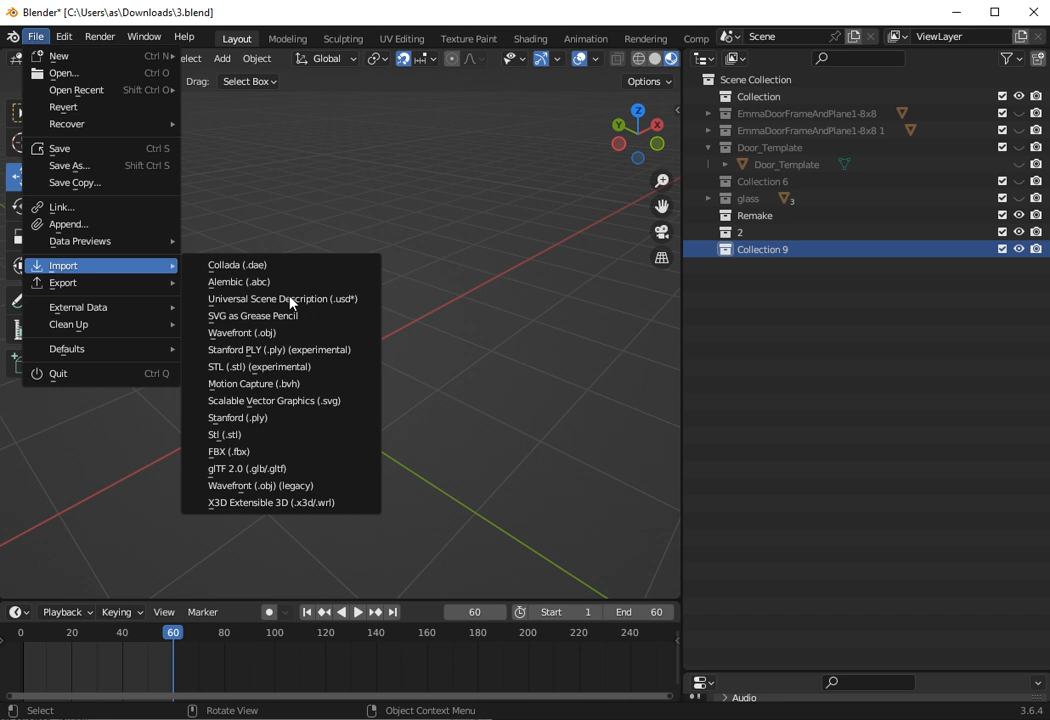 Blender* [C:\Users\as\Downloads\3.blend]
File Edit Render Window Help Layout Modeling Sculpting UV Editing Texture Paint Shading Animation Rendering Comp Scene ViewLayer
elect Add Object Global
Drag: Select Box Options
New Ctrl N
Open... Ctrl O
Open Recent Shift Ctrl O
Revert
Recover
Save Ctrl S
Save As... Shift Ctrl S
Save Copy...
Link...
Append...
Data Previews
Import
Export
External Data
Clean Up
Defaults
Quit Ctrl Q
Collada (.dae)
Alembic (.abc)
Universal Scene Description (.usd*)
SVG as Grease Pencil
Wavefront (.obj)
Stanford PLY (.ply) (experimental)
STL (.stl) (experimental)
Motion Capture (.bvh)
Scalable Vector Graphics (.svg)
Stanford (.ply)
Stl (.stl)
FBX (.fbx)
glTF 2.0 (.glb/.gltf)
Wavefront (.obj) (legacy)
X3D Extensible 3D (.x3d/.wrl)
Z
Y X
Scene Collection
Collection
EmmaDoorFrameAndPlane1-8x8
EmmaDoorFrameAndPlane1-8x8 1
Door_Template
Door_Template
Collection 6
glass 3
Remake
2
Collection 9
Playback Keying View Marker 60 Start 1 End 60
0 20 40 60 80 100 120 140 160 180 200 220 240
Audio
Select Rotate View Object Context Menu 3.6.4